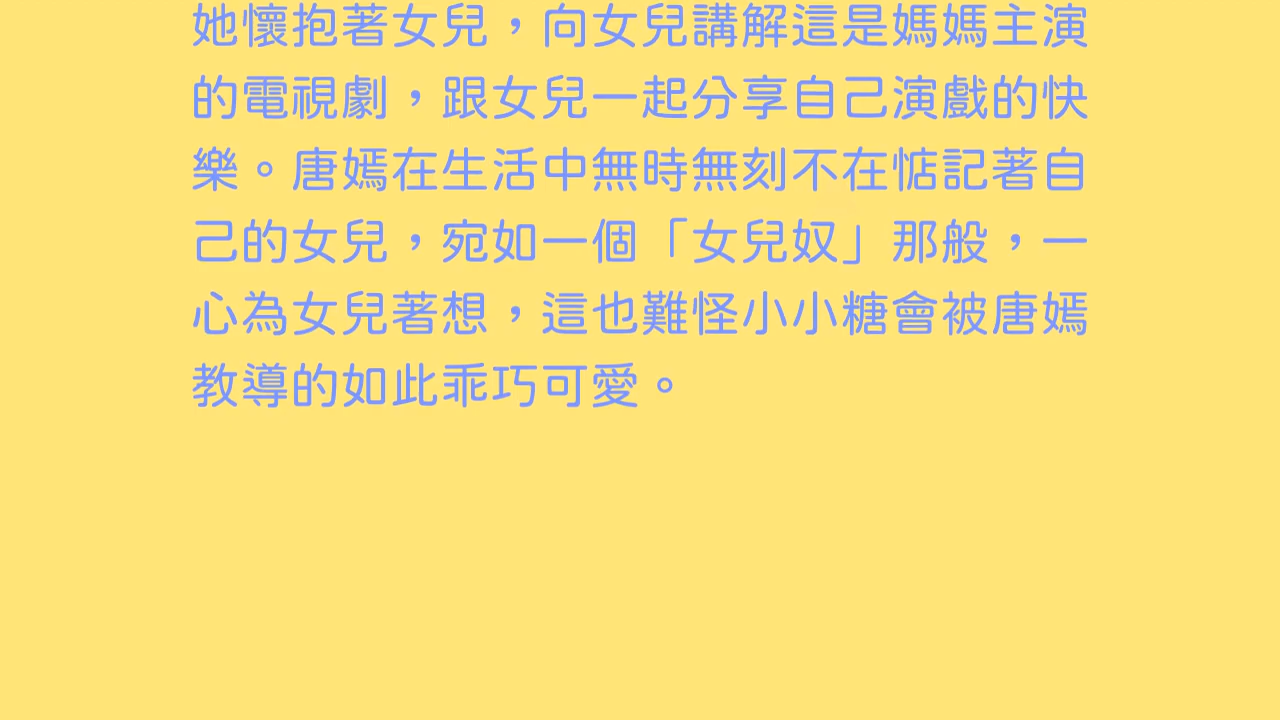 她懷抱著女兒，向女兒講解這是媽媽主演
的電視劇，跟女兒一起分享自己演戲的快
樂。唐嫣在生活中無時無刻不在惦記著自
己的女兒，宛如一個「女兒奴」那般，一
心為女兒著想，這也難怪小小糖會被唐嫣
教導的如此乖巧可愛。